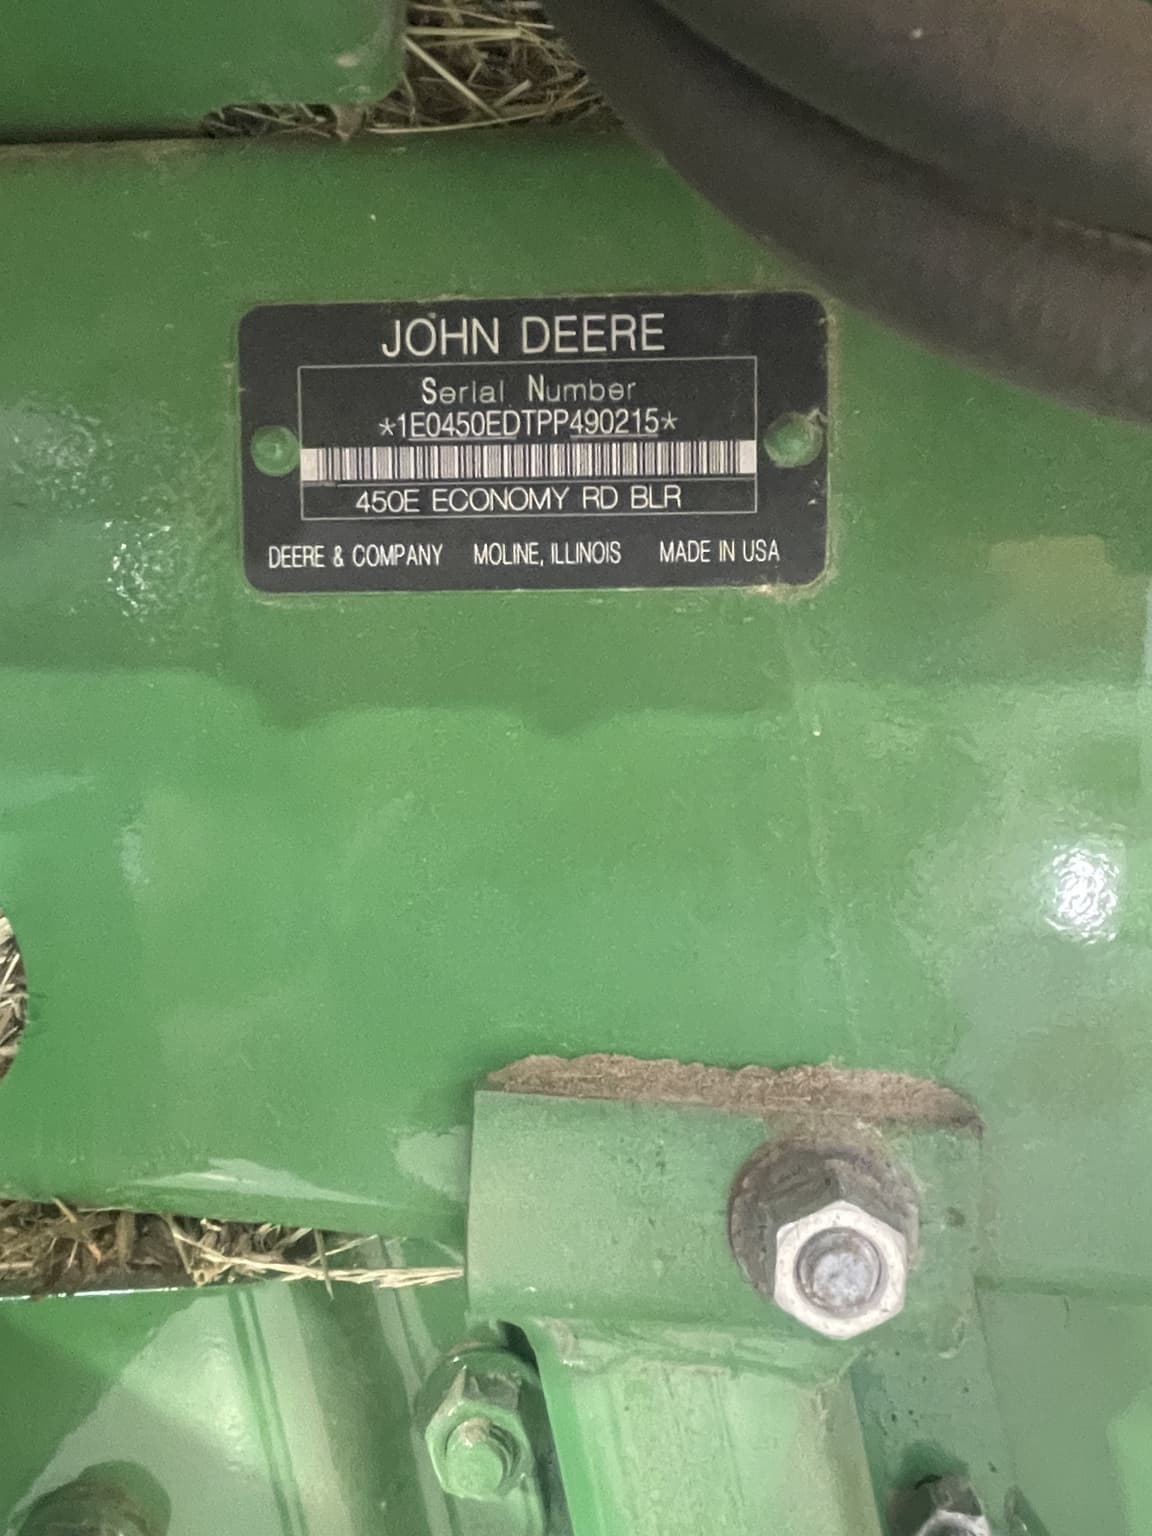 JOHN DEERE
Serial Number
*1E0450EDTPP490215*
450E ECONOMY RD BLR
DEERE & COMPANY MOLINE, ILLINOIS MADE IN USA